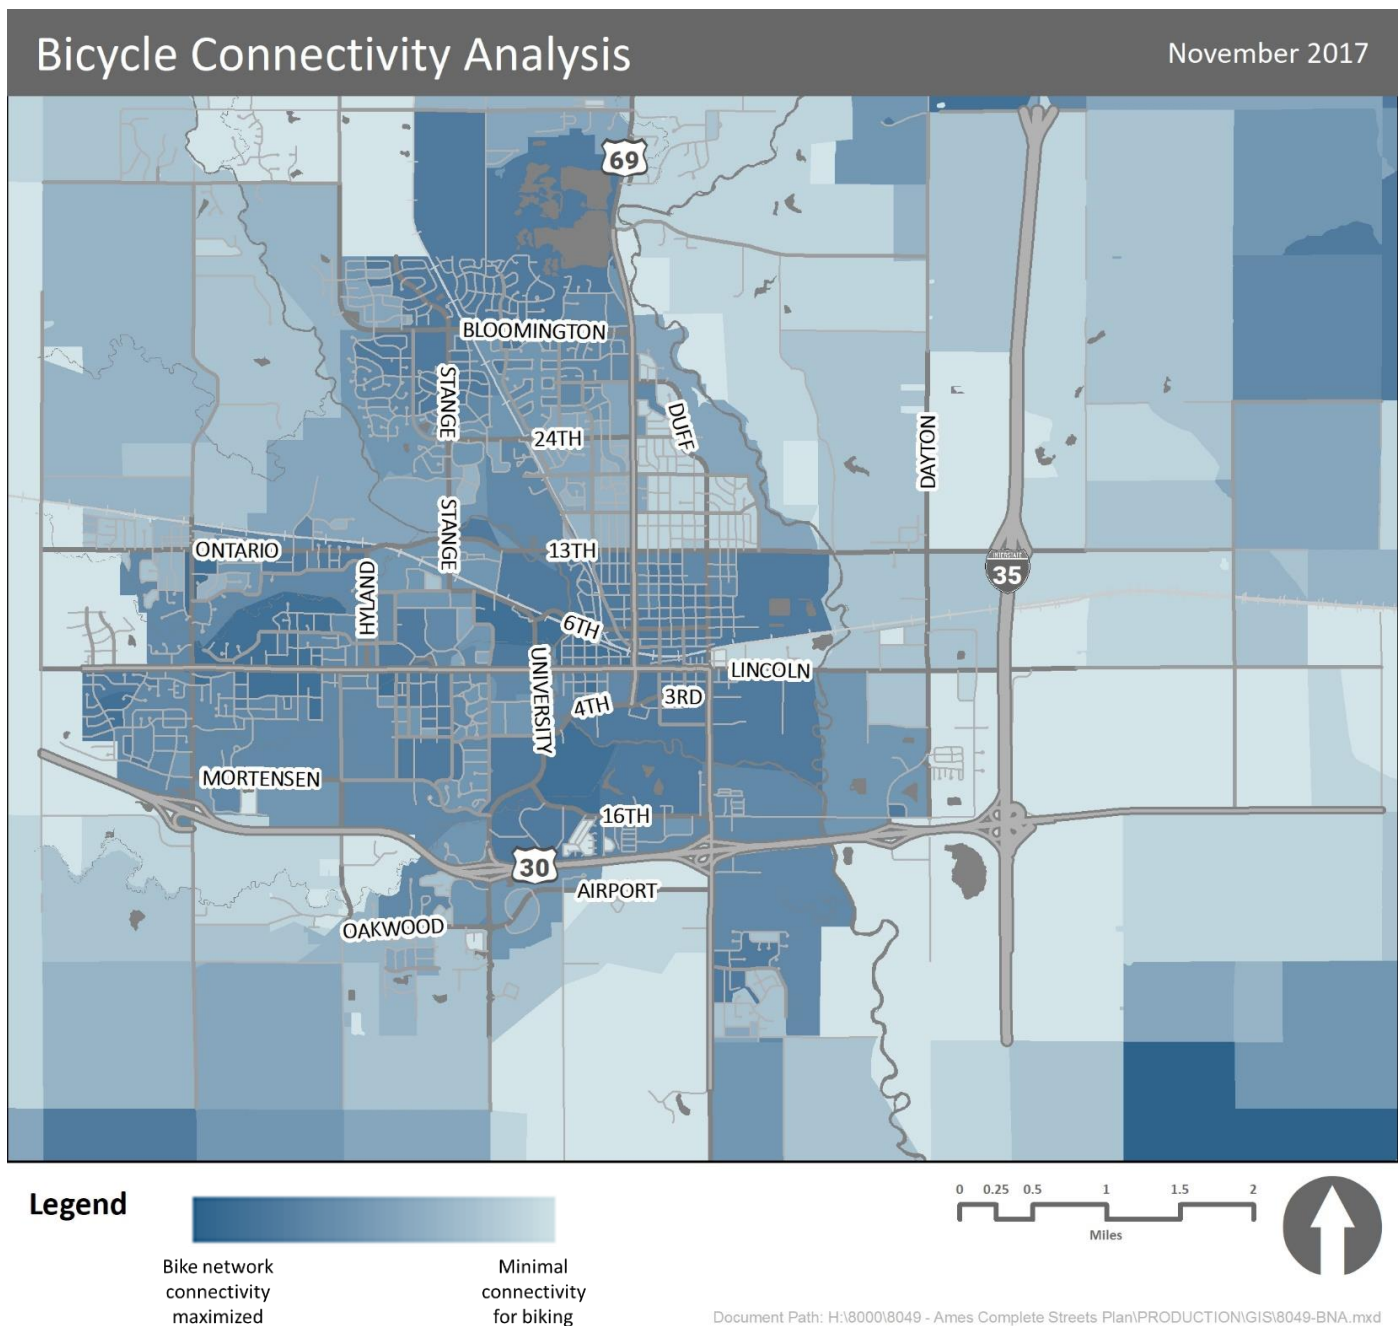 Bicycle Connectivity Analysis
November 2017
69
BLOOMINGTON
STANGE
DUFF
24TH
DAYTON
STANGE
ONTARIO
13TH
HYLAND
INTERSTATE
35
6TH
UNIVERSITY
LINCOLN
4TH
3RD
MORTENSEN
16TH
30
AIRPORT
OAKWOOD
Legend
Bike network
connectivity
maximized
Minimal
connectivity
for biking
0 0.25 0.5 1 1.5 2
Miles
Document Path: H:\8000\8049 - Ames Complete Streets Plan\PRODUCTION\GIS\8049-BNA.mxd